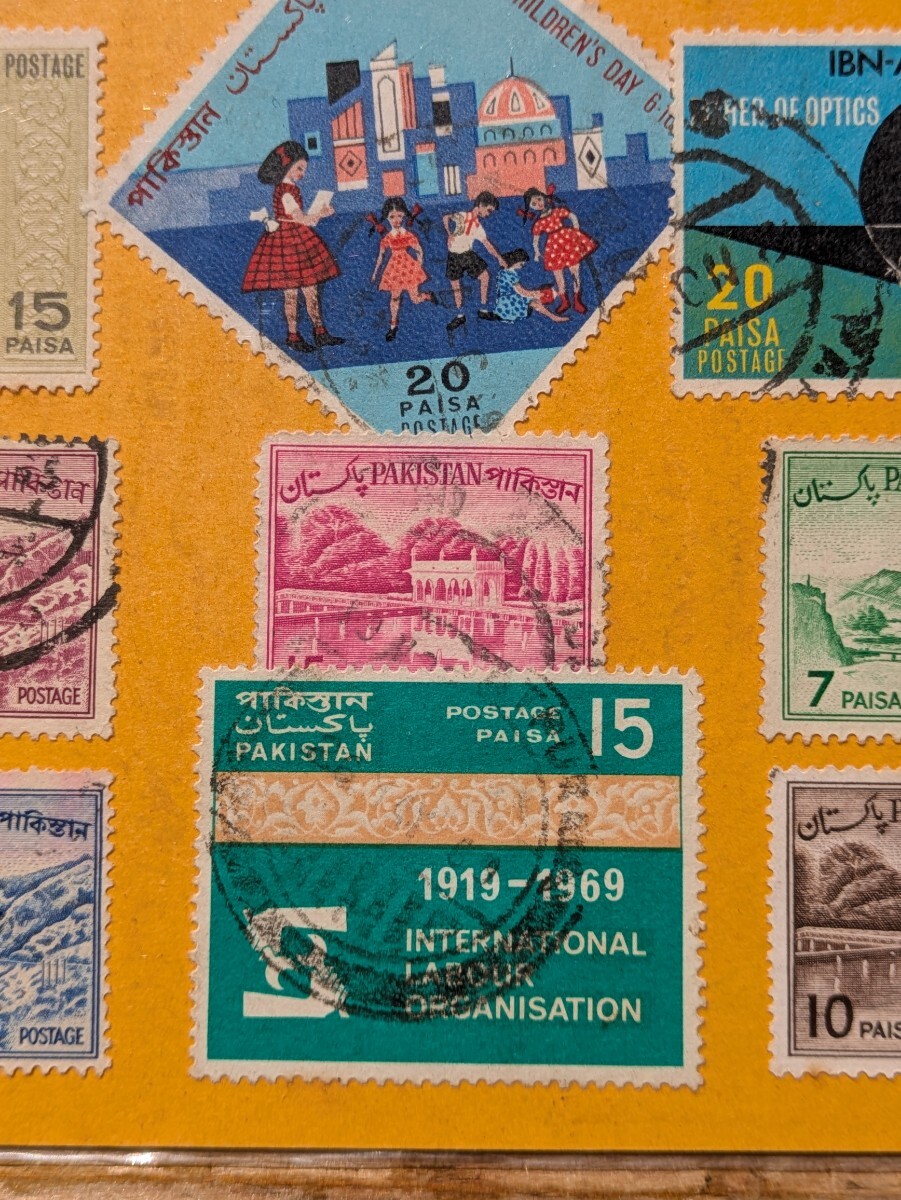 POSTAGE
15
PAISA
পাকিস্তান پاکستان
CHILDREN'S DAY
20
PAISA
POSTAGE
IBN-A
OF OPTICS
20
PAISA
POSTAGE
পাকিস্তান
POSTAGE
پاکستان PAKISTAN পাকিস্তান
پاکستان
7 PAISA
পাকিস্তান
پاکستان
PAKISTAN
POSTAGE
PAISA
15
1919-1969
INTERNATIONAL
LABOUR
ORGANISATION
পাকিস্তান
POSTAGE
پاکستان
10